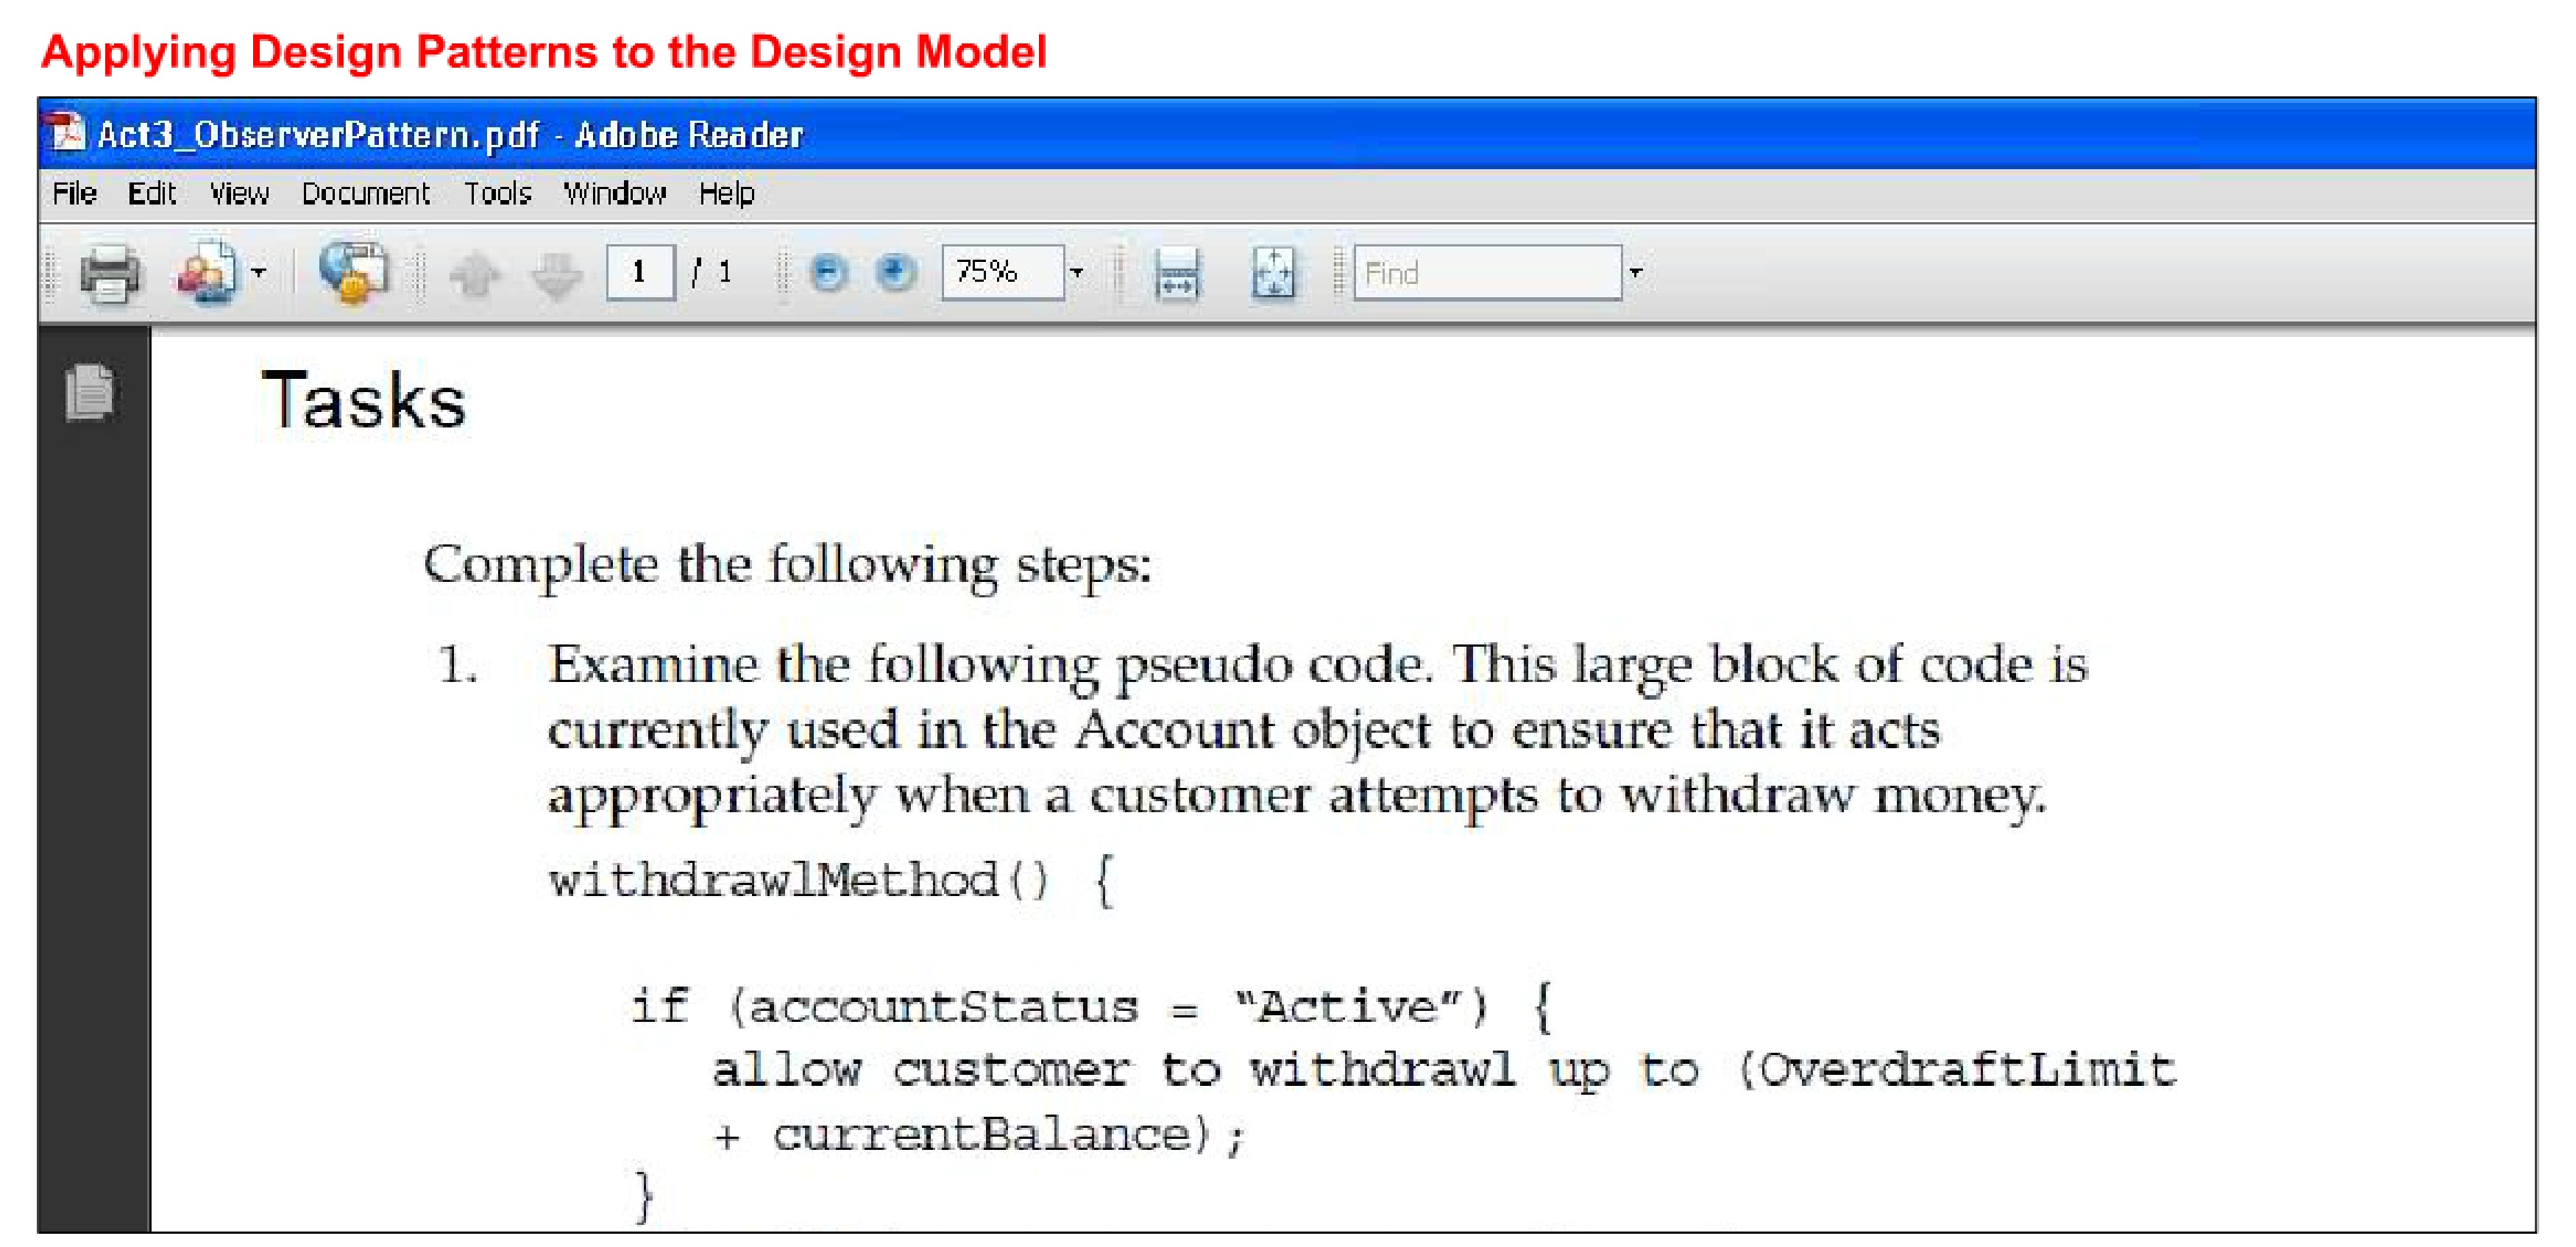 Applying Design Patterns to the Design Model
Act3_ObserverPattern.pdf - Adobe Reader
File Edit View Document Tools Window Help
1 / 1 75% Find
Tasks
Complete the following steps:
1. Examine the following pseudo code. This large block of code is
currently used in the Account object to ensure that it acts
appropriately when a customer attempts to withdraw money.
withdrawlMethod() {
if (accountStatus = “Active”) {
allow customer to withdrawl up to (OverdraftLimit
+ currentBalance);
}